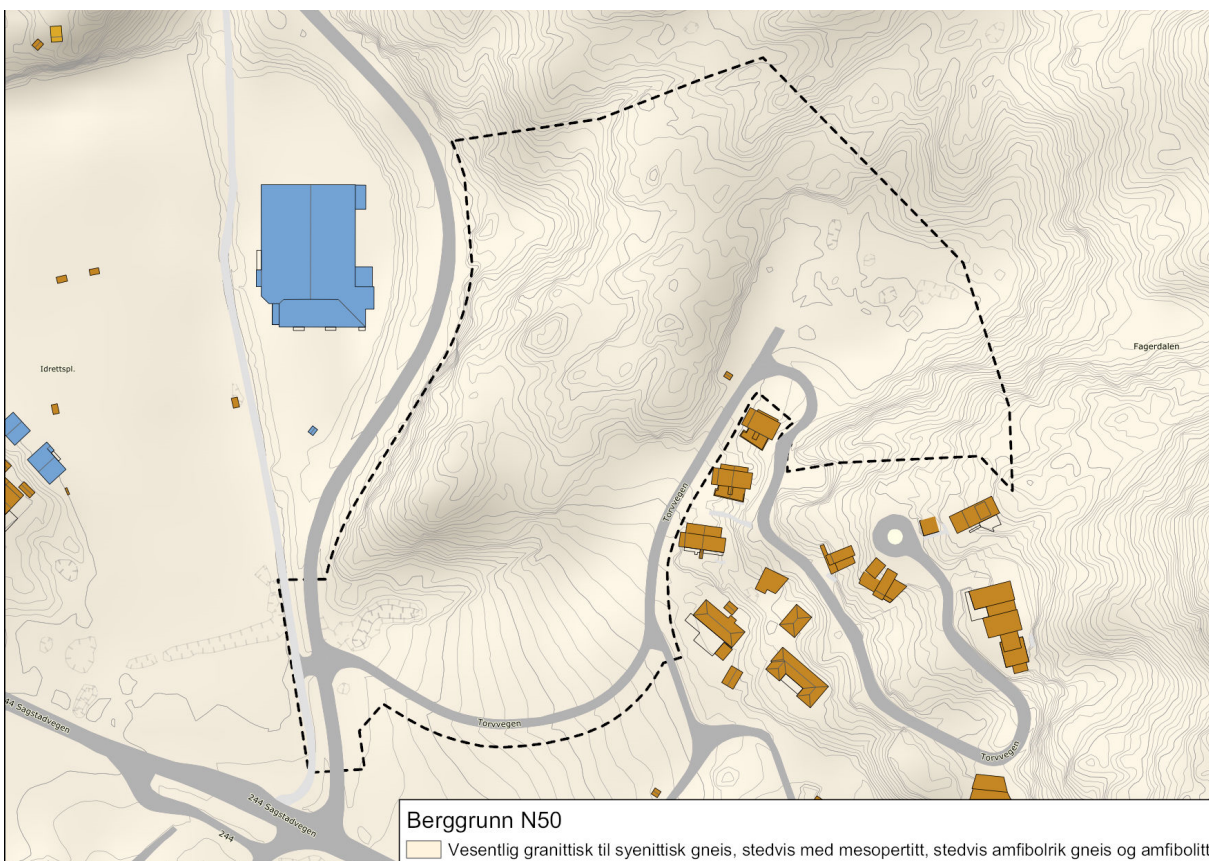 Idrettspl.
Fagerdalen
Torvvegen
Torvvegen
Torvvegen
244 Sagstadvegen
244 Sagstadvegen
244
Berggrunn N50
Vesentlig granittisk til syenittisk gneis, stedvis med mesopertitt, stedvis amfibolrik gneis og amfibolitt